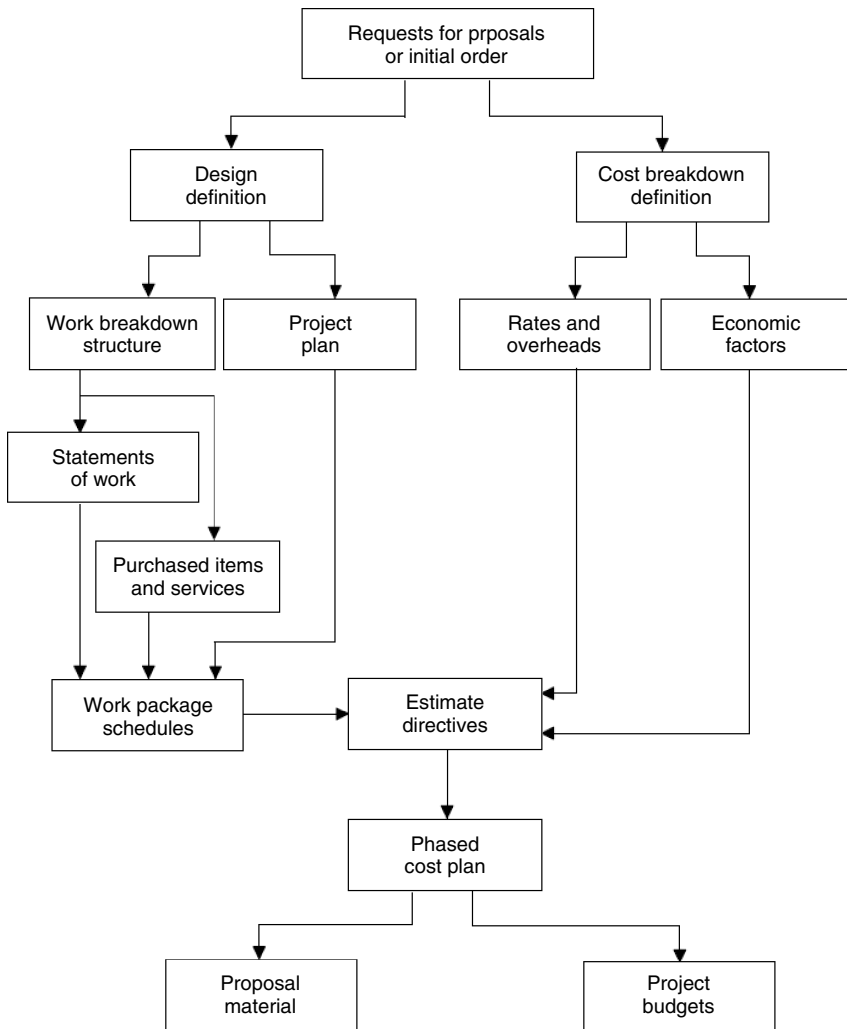 Requests for prposals
or initial order
Design
definition
Cost breakdown
definition
Work breakdown
structure
Project
plan
Rates and
overheads
Economic
factors
Statements
of work
Purchased items
and services
Work package
schedules
Estimate
directives
Phased
cost plan
Proposal
material
Project
budgets